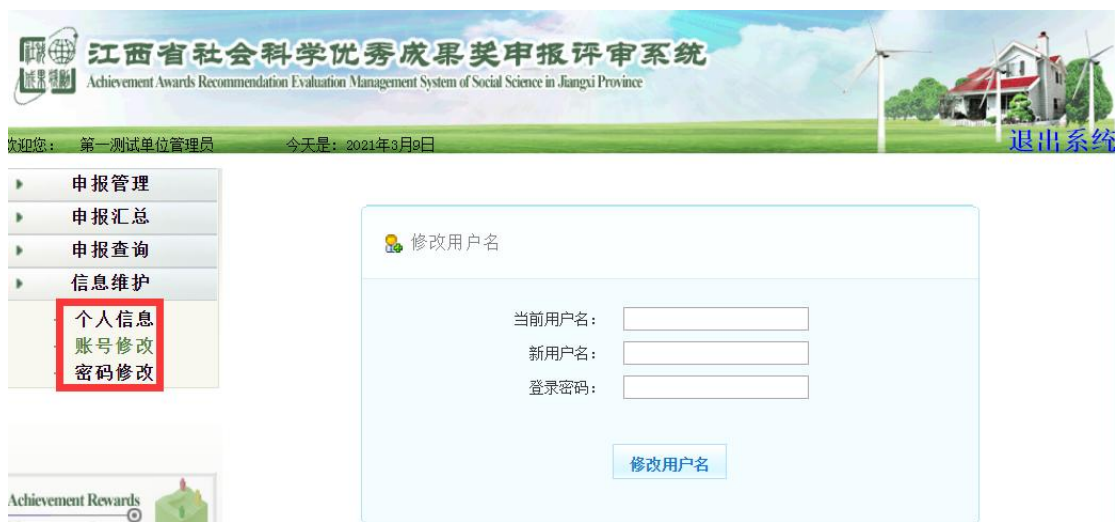 江西省社会科学优秀成果奖申报评审系统
Achievement Awards Recommendation Evaluation Management System of Social Science in Jiangxi Province
欢迎您： 第一测试单位管理员 今天是：2021年3月9日
退出系统
申报管理
申报汇总
申报查询
信息维护
个人信息
账号修改
密码修改
修改用户名
当前用户名：
新用户名：
登录密码：
修改用户名
Achievement Rewards